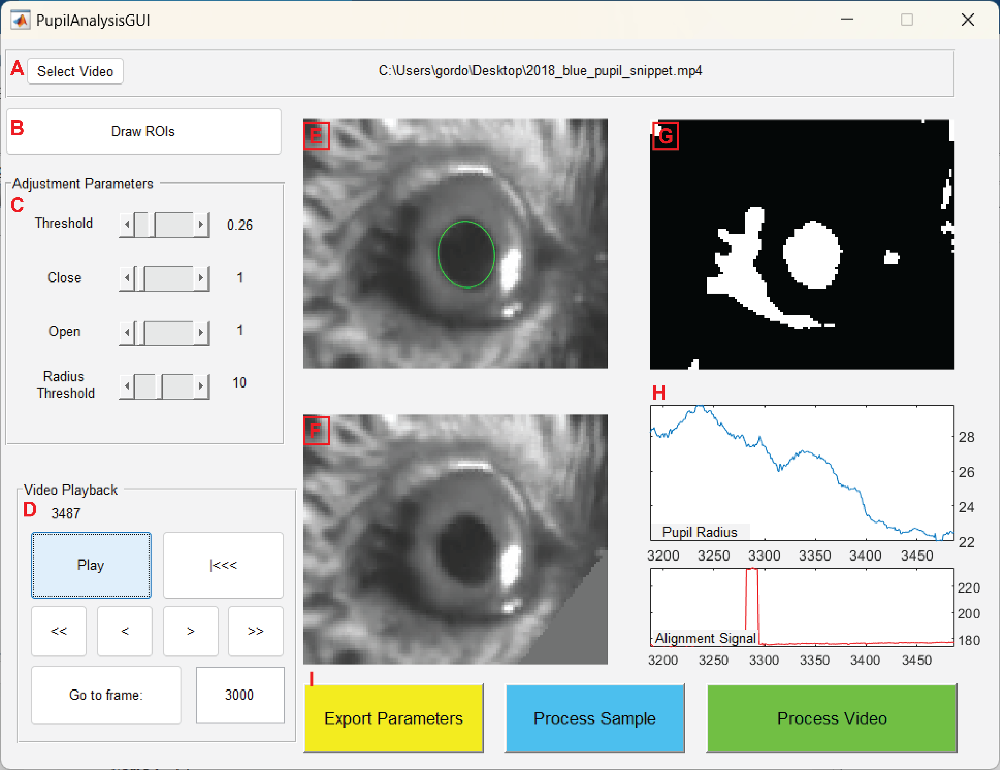 PupilAnalysisGUI
A
Select Video
C:\Users\gordo\Desktop\2018_blue_pupil_snippet.mp4
B
Draw ROIs
Adjustment Parameters
C
Threshold
0.26
Close
1
Open
1
Radius
Threshold
10
Video Playback
D
3487
Play
|<<<
<<
<
>
>>
Go to frame:
3000
E
F
G
H
28
26
24
22
Pupil Radius
3200 3250 3300 3350 3400 3450
220
200
180
Alignment Signal
3200 3250 3300 3350 3400 3450
I
Export Parameters
Process Sample
Process Video